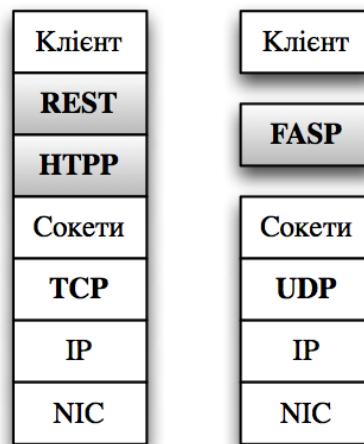 Клієнт
REST
HTPP
Сокети
TCP
IP
NIC
Клієнт
FASP
Сокети
UDP
IP
NIC